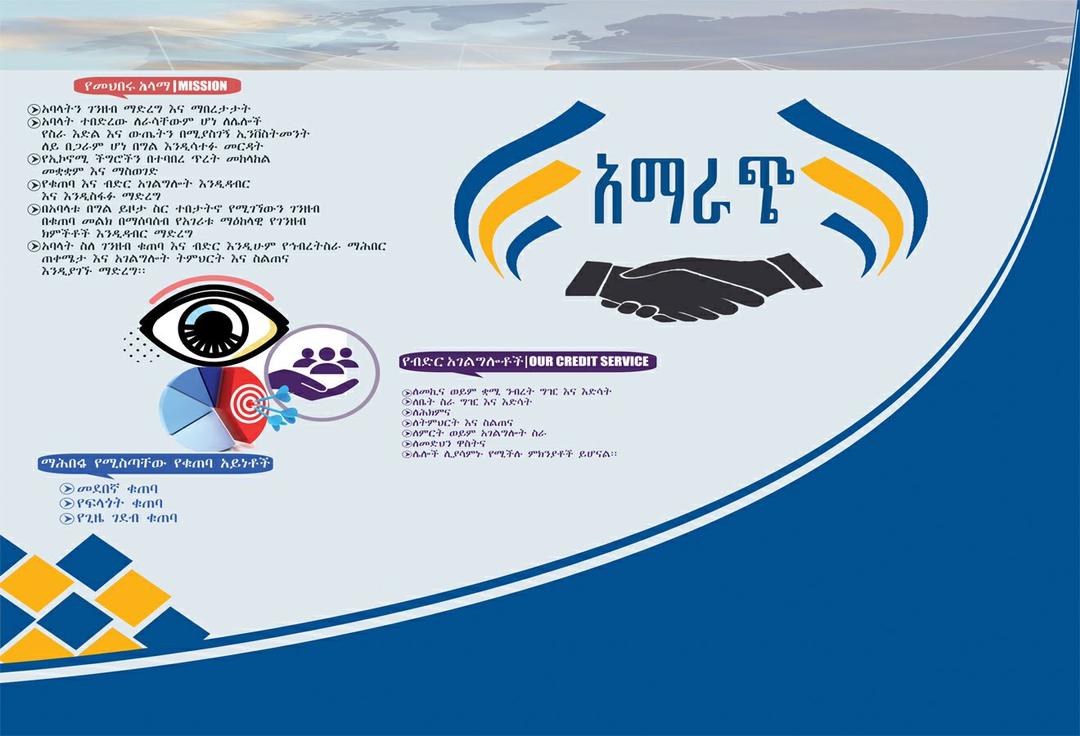 የመህበሩ አላማ|MISSION
አባላትን ገንዘብ ማድረግ እና ማበረታታት
አባላት ተበድረው ለራሳቸውም ሆነ ለሌሎች
የስራ እድል እና ውጤትን በሚያስገኝ ኢንቨስትመንት
ላይ በጋራም ሆነ በግል እንዲሳተፉ መርዳት
የኢኮኖሚ ችግሮችን በተባበረ ጥረት መከላከል
መቋቋም እና ማስወገድ
የቁጠባ እና ብድር አገልግሎት እንዲዳብር
እና እንዲስፋፉ ማድረግ
በአባላቱ በግል ይዞታ ስር ተበታትኖ የሚገኘውን ገንዘብ
በቁጠባ መልክ በማሰባሰብ የአገሪቱ ማዕከላዊ የገንዘብ
ክምችቶች እንዲዳብር ማድረግ
አባላት ስለ ገንዘብ ቁጠባ እና ብድር እንዲሁም የኅብረትስራ ማሕበር
ጠቀሜታ እና አገልግሎት ትምህርት እና ስልጠና
እንዲያገኙ ማድረግ፡፡
ማሕበሩ የሚሰጣቸው የቁጠባ አይነቶች
መደበኛ ቁጠባ
የፍላጎት ቁጠባ
የጊዜ ገደብ ቁጠባ
አማራጭ
የብድር አገልግሎቶች|OUR CREDIT SERVICE
ለመኪና ወይም ቋሚ ንብረት ግዢ እና እድሳት
ለቤት ስራ ግዢ እና እድሳት
ለሕክምና
ለትምህርት እና ስልጠና
ለምርት ወይም አገልግሎት ስራ
ለመድህን ዋስትና
ሌሎች ሊያሳምኑ የሚችሉ ምክንያቶች ይሆናል፡፡